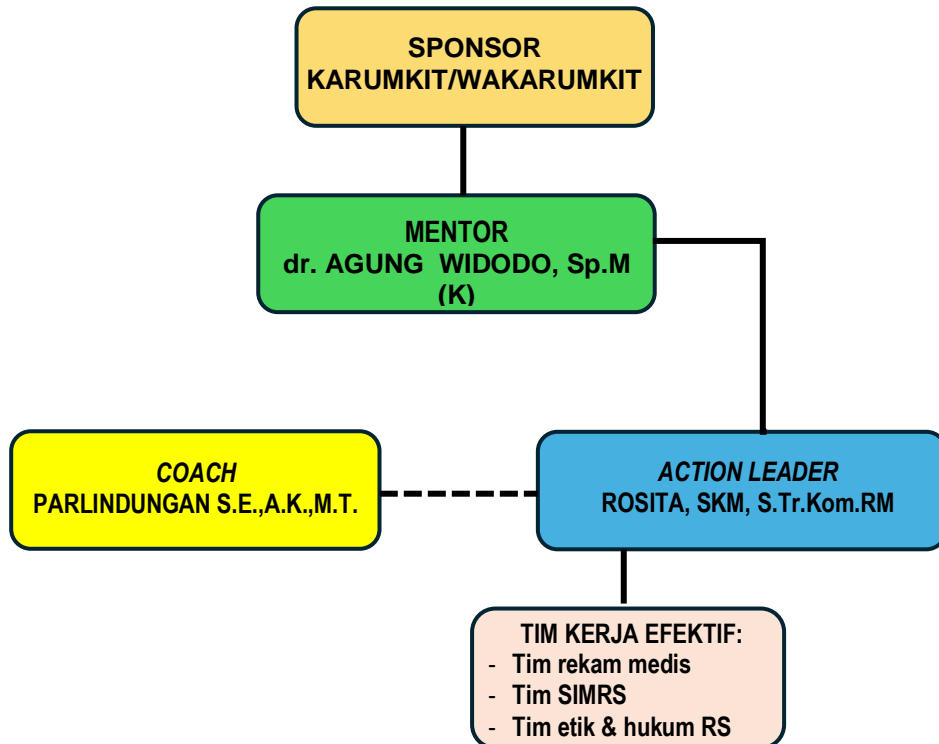 SPONSOR
KARUMKIT/WAKARUMKIT
MENTOR
dr. AGUNG WIDODO, Sp.M
(K)
COACH
PARLINDUNGAN S.E.,A.K.,M.T.
ACTION LEADER
ROSITA, SKM, S.Tr.Kom.RM
TIM KERJA EFEKTIF:
- Tim rekam medis
- Tim SIMRS
- Tim etik & hukum RS